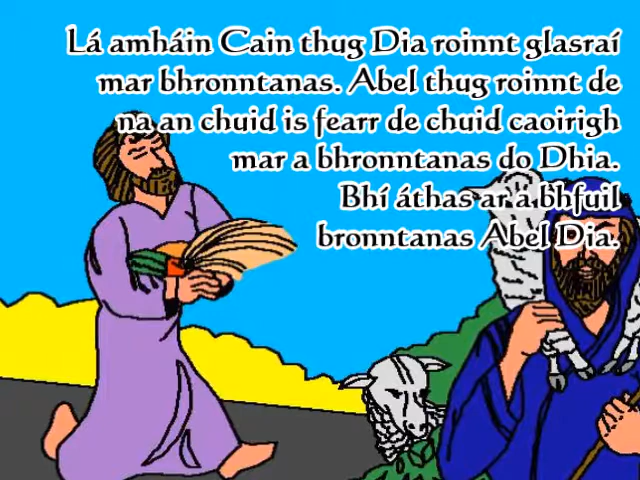 Lá amháin Cain thug Dia roinnt glasraí
mar bhronntanas. Abel thug roinnt de
na an chuid is fearr de chuid caoirigh
mar a bhronntanas do Dhia.
Bhí áthas ar a bhfuil
bronntanas Abel Dia.